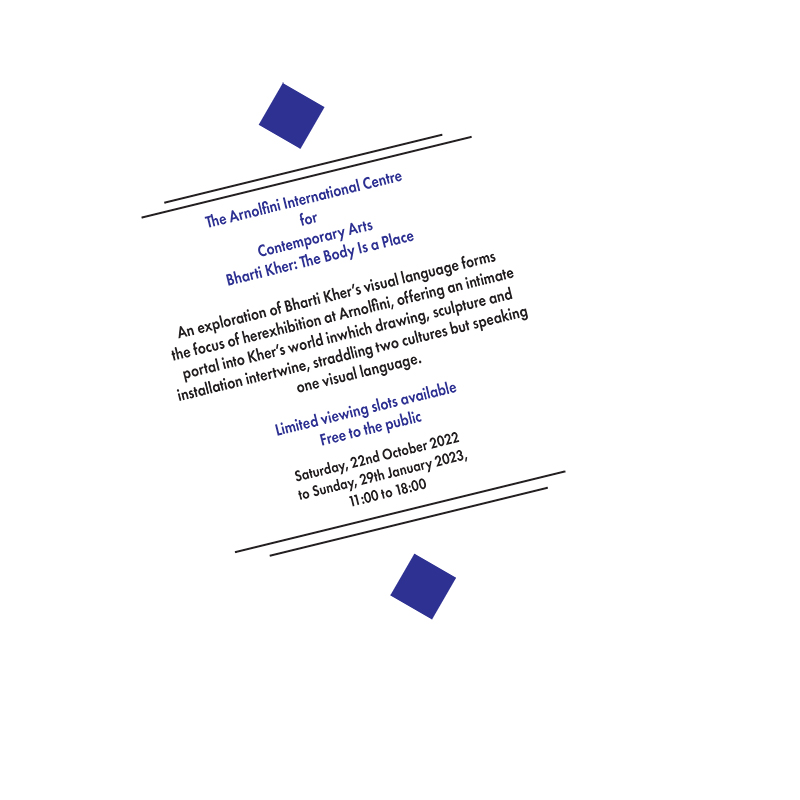 The Arnolfini International Centre
for
Contemporary Arts
Bharti Kher: The Body Is a Place
An exploration of Bharti Kher’s visual language forms
the focus of herexhibition at Arnolfini, offering an intimate
portal into Kher’s world inwhich drawing, sculpture and
installation intertwine, straddling two cultures but speaking
one visual language.
Limited viewing slots available
Free to the public
Saturday, 22nd October 2022
to Sunday, 29th January 2023,
11:00 to 18:00